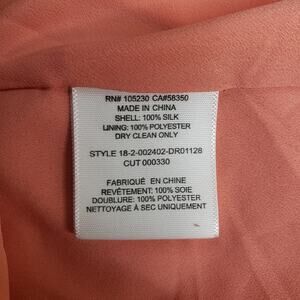 RN# 105230 CA#58350
MADE IN CHINA
SHELL: 100% SILK
LINING: 100% POLYESTER
DRY CLEAN ONLY
STYLE 18-2-002402-DR01128
CUT 000330
FABRIQUÉ EN CHINE
REVÊTEMENT: 100% SOIE
DOUBLURE: 100% POLYESTER
NETTOYAGE À SEC UNIQUEMENT